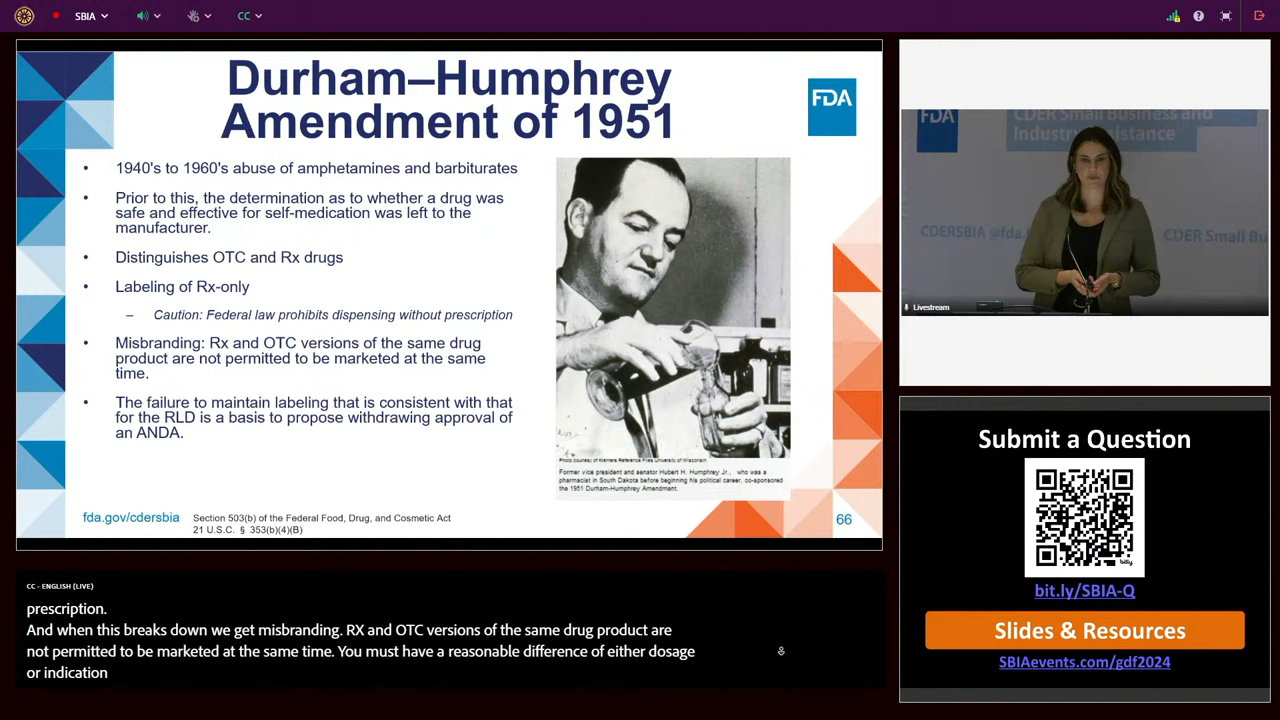 SBIA
CC
Durham–Humphrey
Amendment of 1951
FDA
• 1940's to 1960's abuse of amphetamines and barbiturates
• Prior to this, the determination as to whether a drug was
safe and effective for self-medication was left to the
manufacturer.
• Distinguishes OTC and Rx drugs
• Labeling of Rx-only
– Caution: Federal law prohibits dispensing without prescription
• Misbranding: Rx and OTC versions of the same drug
product are not permitted to be marketed at the same
time.
• The failure to maintain labeling that is consistent with that
for the RLD is a basis to propose withdrawing approval of
an ANDA.
Photo courtesy of Kremers Reference Files University of Wisconsin
Former vice president and senator Hubert H. Humphrey Jr., who was a
pharmacist in South Dakota before beginning his political career, co-sponsored
the 1951 Durham-Humphrey Amendment.
fda.gov/cdersbia
Section 503(b) of the Federal Food, Drug, and Cosmetic Act
21 U.S.C. § 353(b)(4)(B)
66
FDA
CDER Small Business and
Industry Assistance
CDERSBIA @fda.
CDER Small Bu
Livestream
CC - ENGLISH (LIVE)
prescription.
And when this breaks down we get misbranding. RX and OTC versions of the same drug product are
not permitted to be marketed at the same time. You must have a reasonable difference of either dosage
or indication
Submit a Question
bitly
bit.ly/SBIA-Q
Slides & Resources
SBIAevents.com/gdf2024